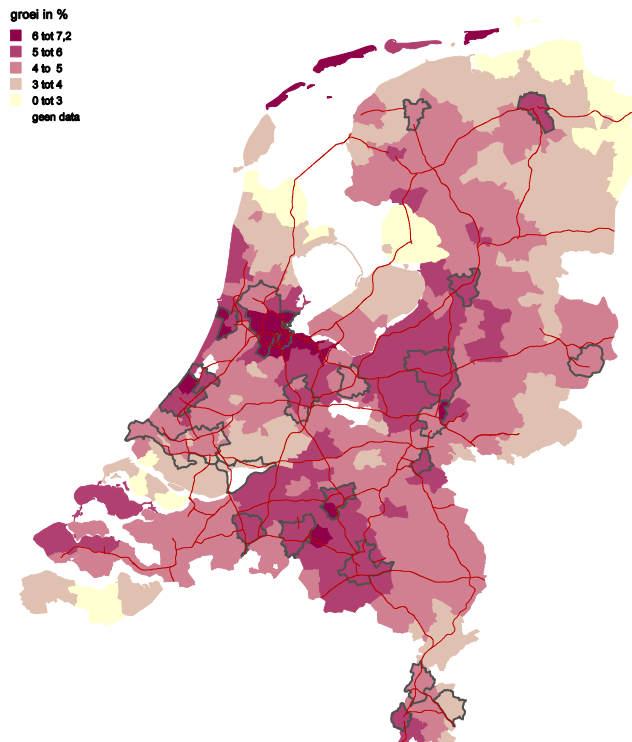 groei in %
6 tot 7,2
5 tot 6
4 to 5
3 tot 4
0 tot 3
geen data